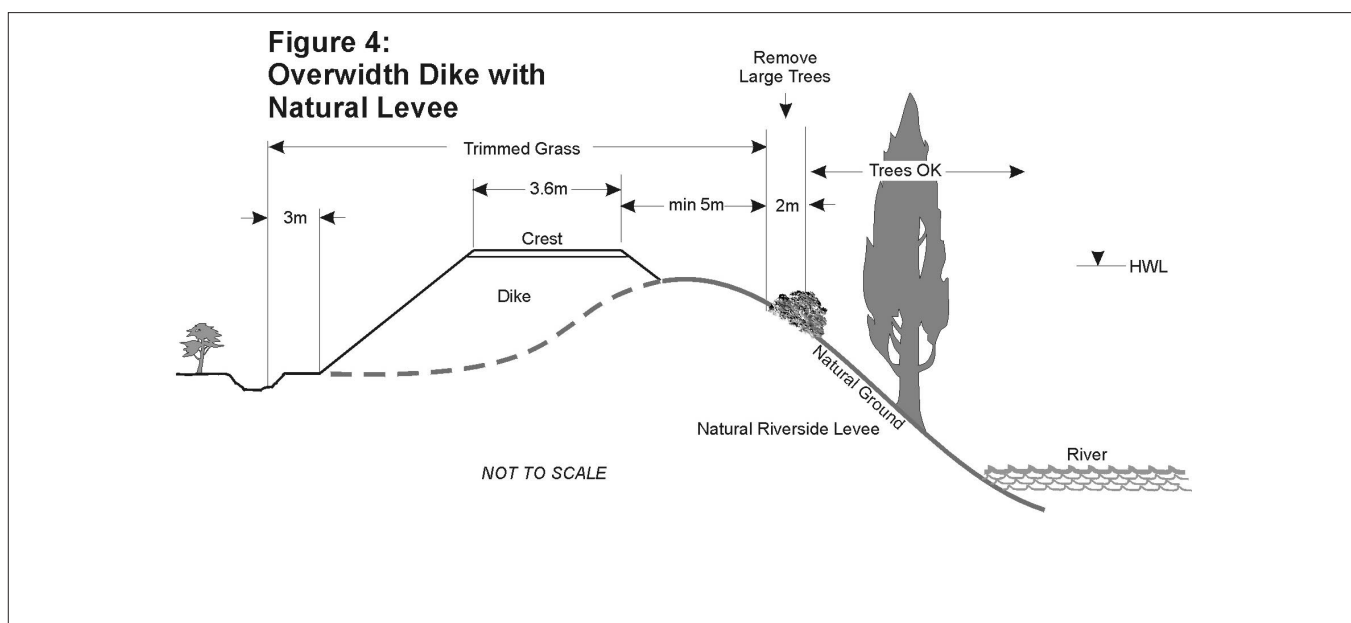 Figure 4:
Overwidth Dike with
Natural Levee
Remove
Large Trees
Trimmed Grass
Trees OK
3.6m
min 5m
2m
3m
Crest
HWL
Dike
Natural Ground
Natural Riverside Levee
River
NOT TO SCALE